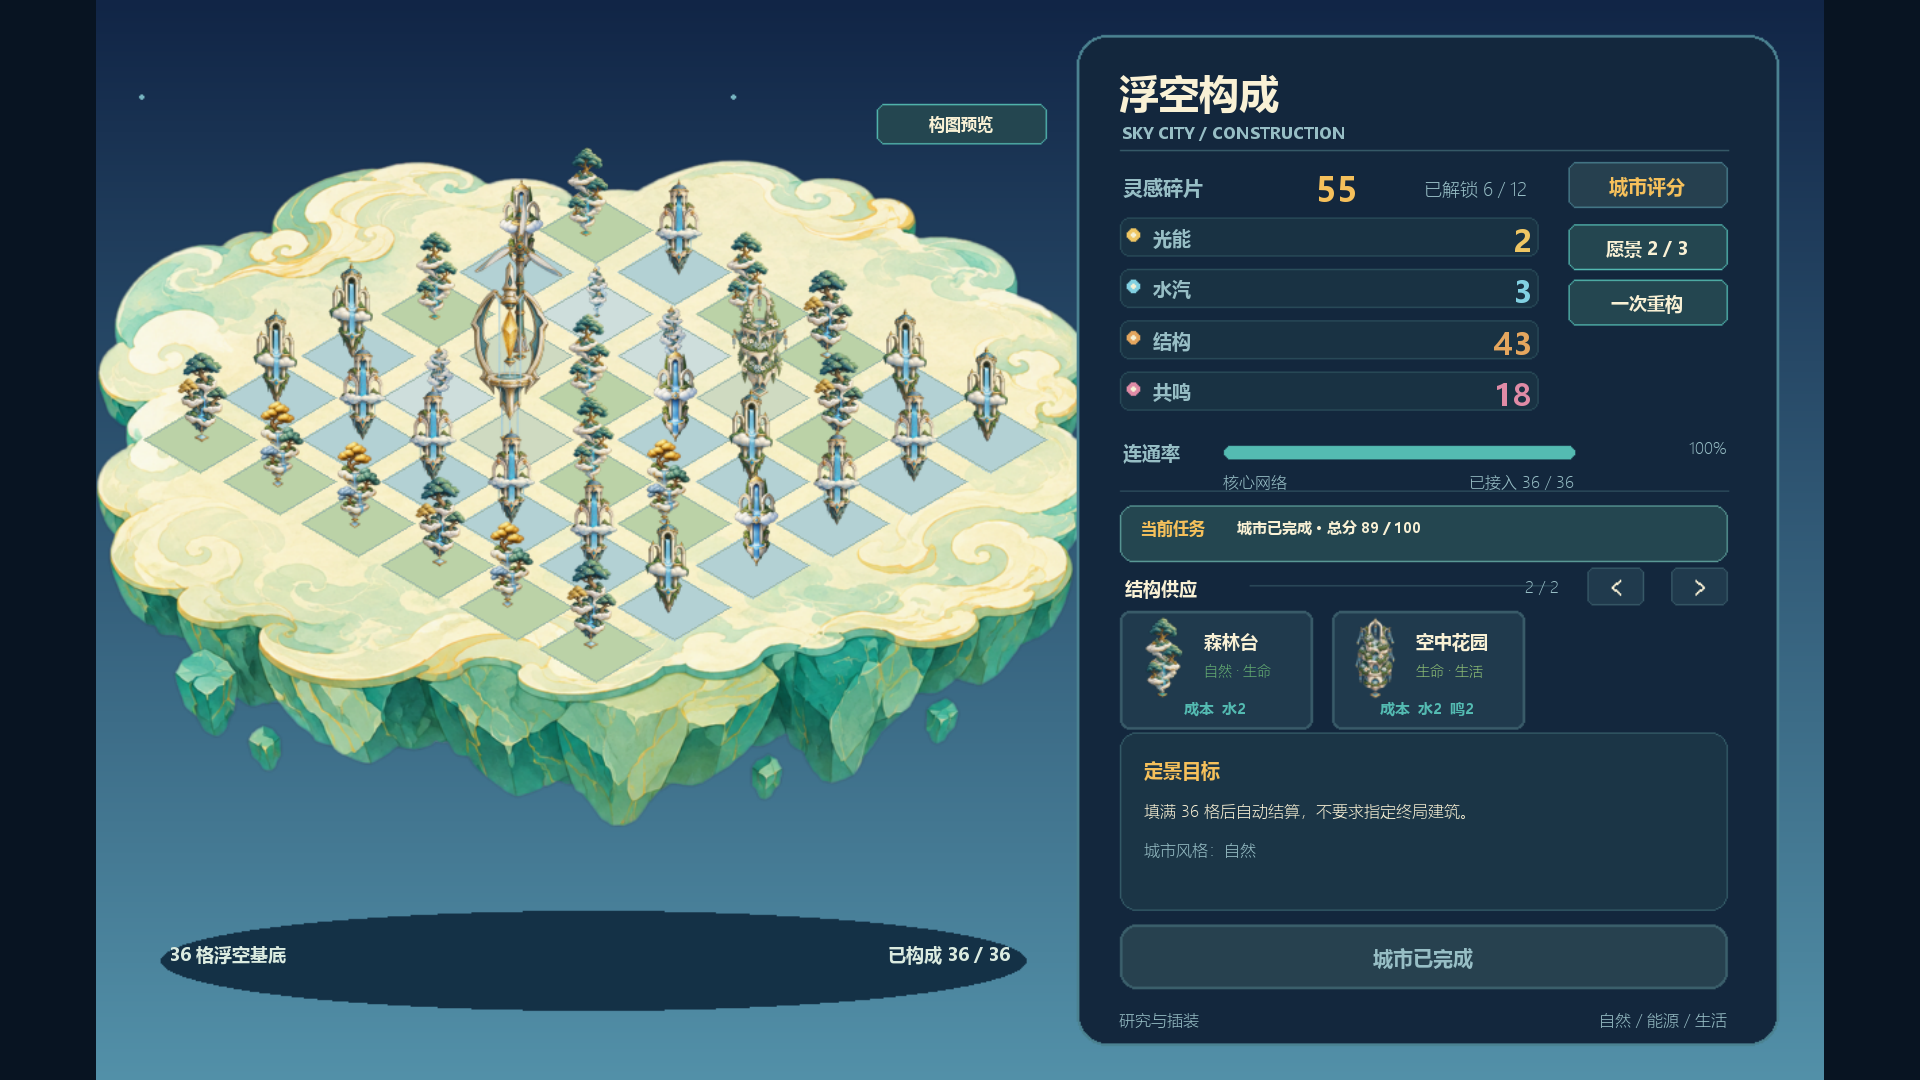 构图预览
浮空构成
SKY CITY / CONSTRUCTION
灵感碎片 55 已解锁 6 / 12
城市评分
光能 2
愿景 2 / 3
水汽 3
一次重构
结构 43
共鸣 18
连通率 100%
核心网络 已接入 36 / 36
当前任务 城市已完成·总分 89 / 100
结构供应 2 / 2 < >
森林台
自然·生命
成本 水2
空中花园
生命·生活
成本 水2 鸣2
定景目标
填满 36 格后自动结算，不要求指定终局建筑。
城市风格：自然
36 格浮空基底 已构成 36 / 36
城市已完成
研究与插装 自然 / 能源 / 生活